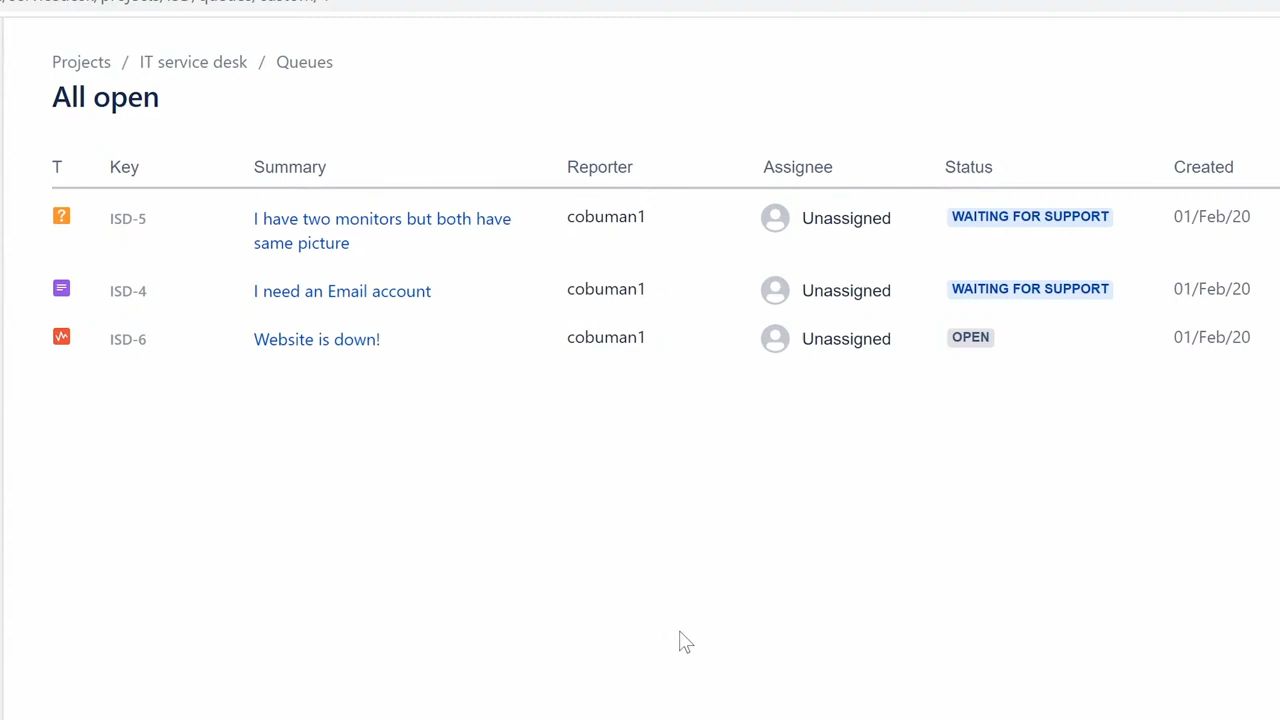 Projects / IT service desk / Queues
All open
T Key Summary Reporter Assignee Status Created
? ISD-5 I have two monitors but both have same picture cobuman1 Unassigned WAITING FOR SUPPORT 01/Feb/20
ISD-4 I need an Email account cobuman1 Unassigned WAITING FOR SUPPORT 01/Feb/20
ISD-6 Website is down! cobuman1 Unassigned OPEN 01/Feb/20